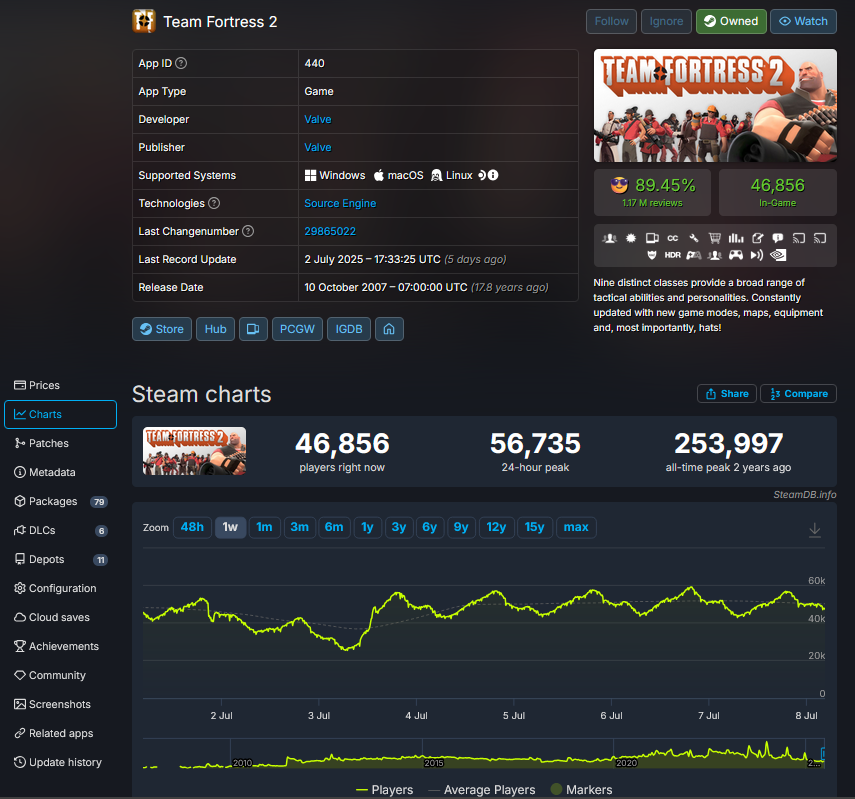 Team Fortress 2
Follow
Ignore
Owned
Watch
App ID 440
App Type Game
Developer Valve
Publisher Valve
Supported Systems Windows macOS Linux
Technologies Source Engine
Last Changenumber 29865022
Last Record Update 2 July 2025 – 17:33:25 UTC (5 days ago)
Release Date 10 October 2007 – 07:00:00 UTC (17.8 years ago)
Store
Hub
PCGW
IGDB
TEAM FORTRESS 2
89.45%
1.17 M reviews
46,856
In-Game
CC
HDR
Nine distinct classes provide a broad range of
tactical abilities and personalities. Constantly
updated with new game modes, maps, equipment
and, most importantly, hats!
Prices
Charts
Patches
Metadata
Packages 79
DLCs 6
Depots 11
Configuration
Cloud saves
Achievements
Community
Screenshots
Related apps
Update history
Steam charts
Share
Compare
TEAM FORTRESS 2
46,856
players right now
56,735
24-hour peak
253,997
all-time peak 2 years ago
SteamDB.info
Zoom 48h 1w 1m 3m 6m 1y 3y 6y 9y 12y 15y max
60k
40k
20k
0
2 Jul 3 Jul 4 Jul 5 Jul 6 Jul 7 Jul 8 Jul
2010 2015 2020 2...
Players Average Players Markers